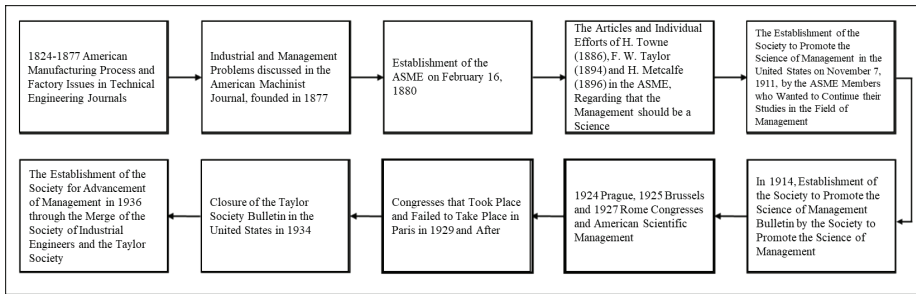 1824-1877 American
Manufacturing Process and
Factory Issues in Technical
Engineering Journals
Industrial and Management
Problems discussed in the
American Machinist
Journal, founded in 1877
Establishment of the
ASME on February 16,
1880
The Articles and Individual
Efforts of H. Towne
(1886), F. W. Taylor
(1894) and H. Metcalfe
(1896) in the ASME,
Regarding that the
Management should be a
Science
The Establishment of the
Society to Promote the
Science of Management in the
United States on November 7,
1911, by the ASME Members
who Wanted to Continue their
Studies in the Field of
Management
In 1914, Establishment of
the Society to Promote the
Science of Management
Bulletin by the Society to
Promote the Science of
Management
1924 Prague, 1925 Brussels
and 1927 Rome Congresses
and American Scientific
Management
Congresses that Took Place
and Failed to Take Place in
Paris in 1929 and After
Closure of the Taylor
Society Bulletin in the
United States in 1934
The Establishment of the
Society for Advancement
of Management in 1936
through the Merge of the
Society of Industrial
Engineers and the Taylor
Society